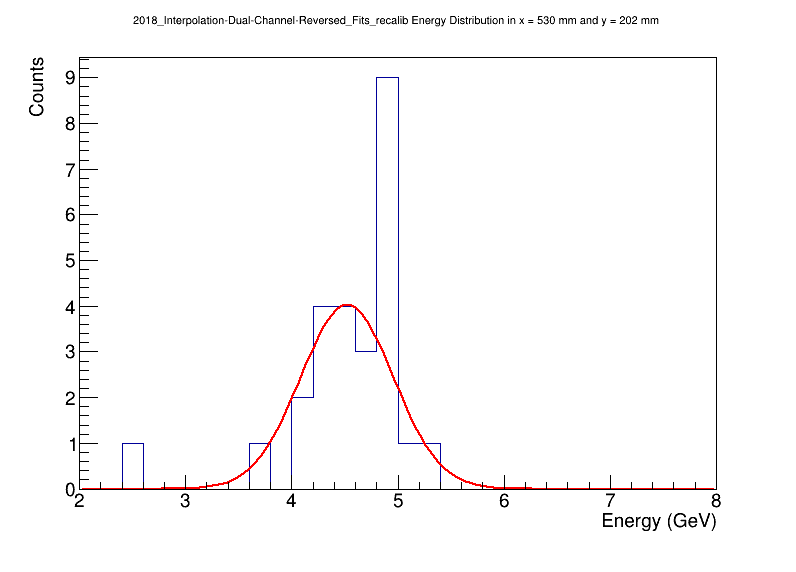 2018_Interpolation-Dual-Channel-Reversed_Fits_recalib Energy Distribution in x = 530 mm and y = 202 mm
Counts
9
8
7
6
5
4
3
2
1
0
2 3 4 5 6 7 8
Energy (GeV)